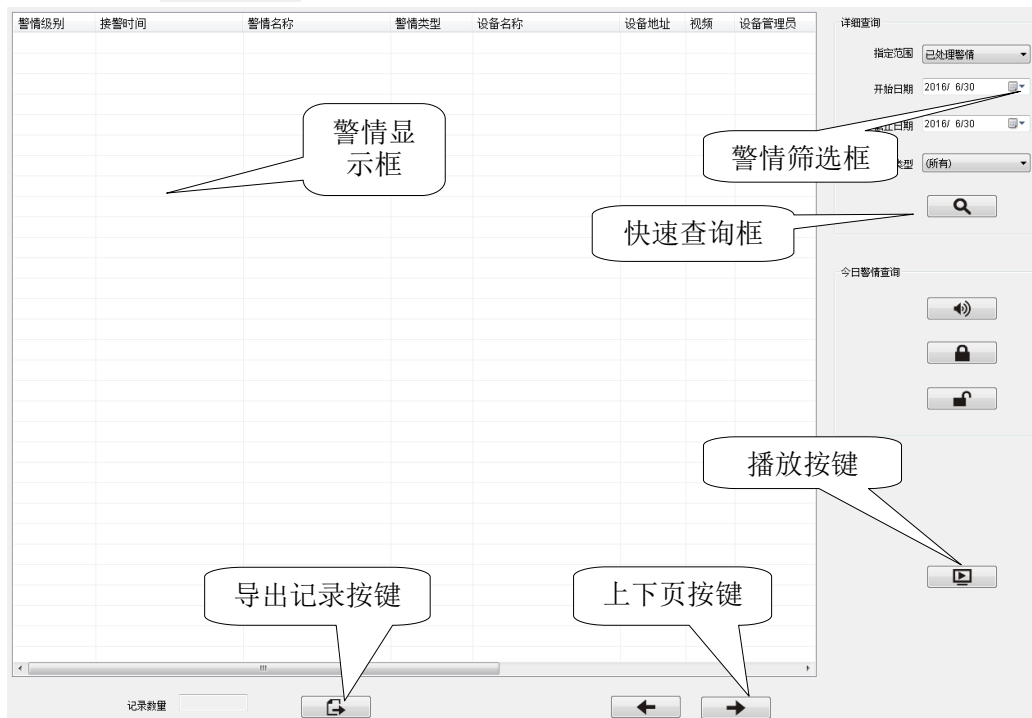 警情级别 接警时间 警情名称 警情类型 设备名称 设备地址 视频 设备管理员
详细查询
指定范围 已处理警情
开始日期 2016/ 6/30
日期 2016/ 6/30
类型 (所有)
警情显
示框
警情筛选框
快速查询框
今日警情查询
播放按键
导出记录按键
上下页按键
记录数量